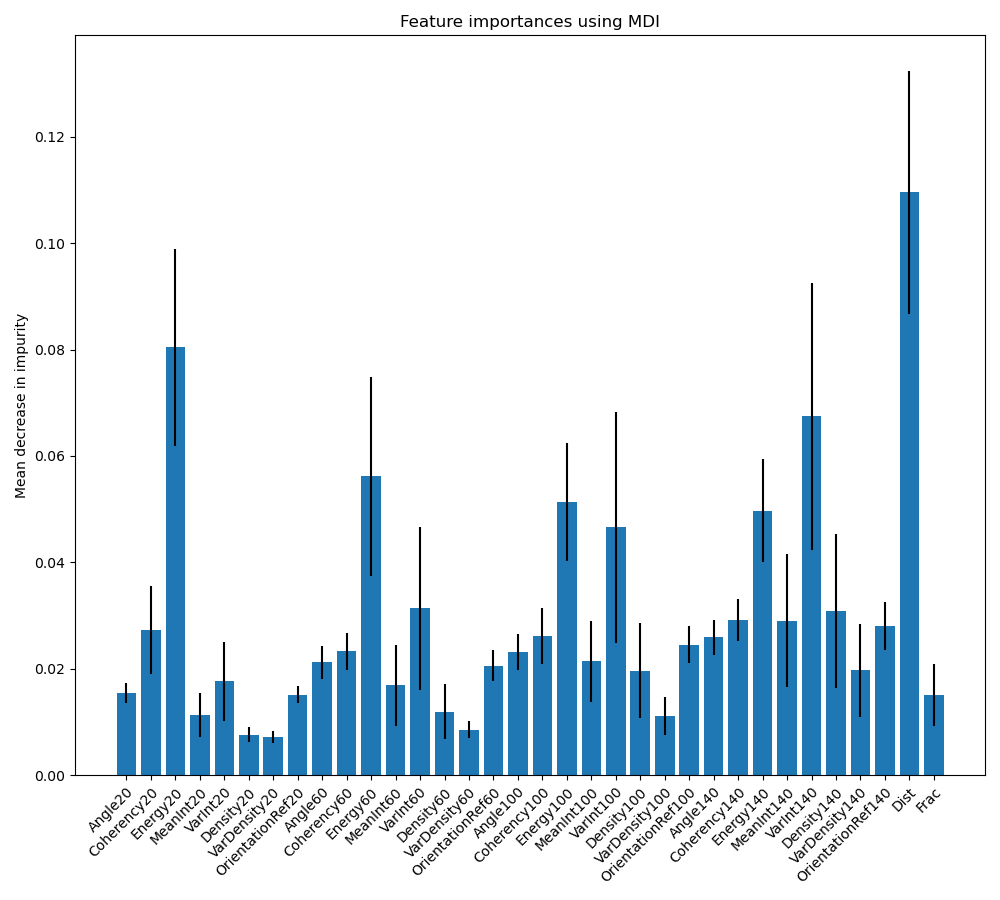 Feature importances using MDI
Mean decrease in impurity
0.12
0.10
0.08
0.06
0.04
0.02
0.00
Angle20
Coherency20
Energy20
MeanInt20
VarInt20
Density20
VarDensity20
OrientationRef20
Angle60
Coherency60
Energy60
MeanInt60
VarInt60
Density60
VarDensity60
OrientationRef60
Angle100
Coherency100
Energy100
MeanInt100
VarInt100
Density100
VarDensity100
OrientationRef100
Angle140
Coherency140
Energy140
MeanInt140
VarInt140
Density140
VarDensity140
OrientationRef140
Dist
Frac